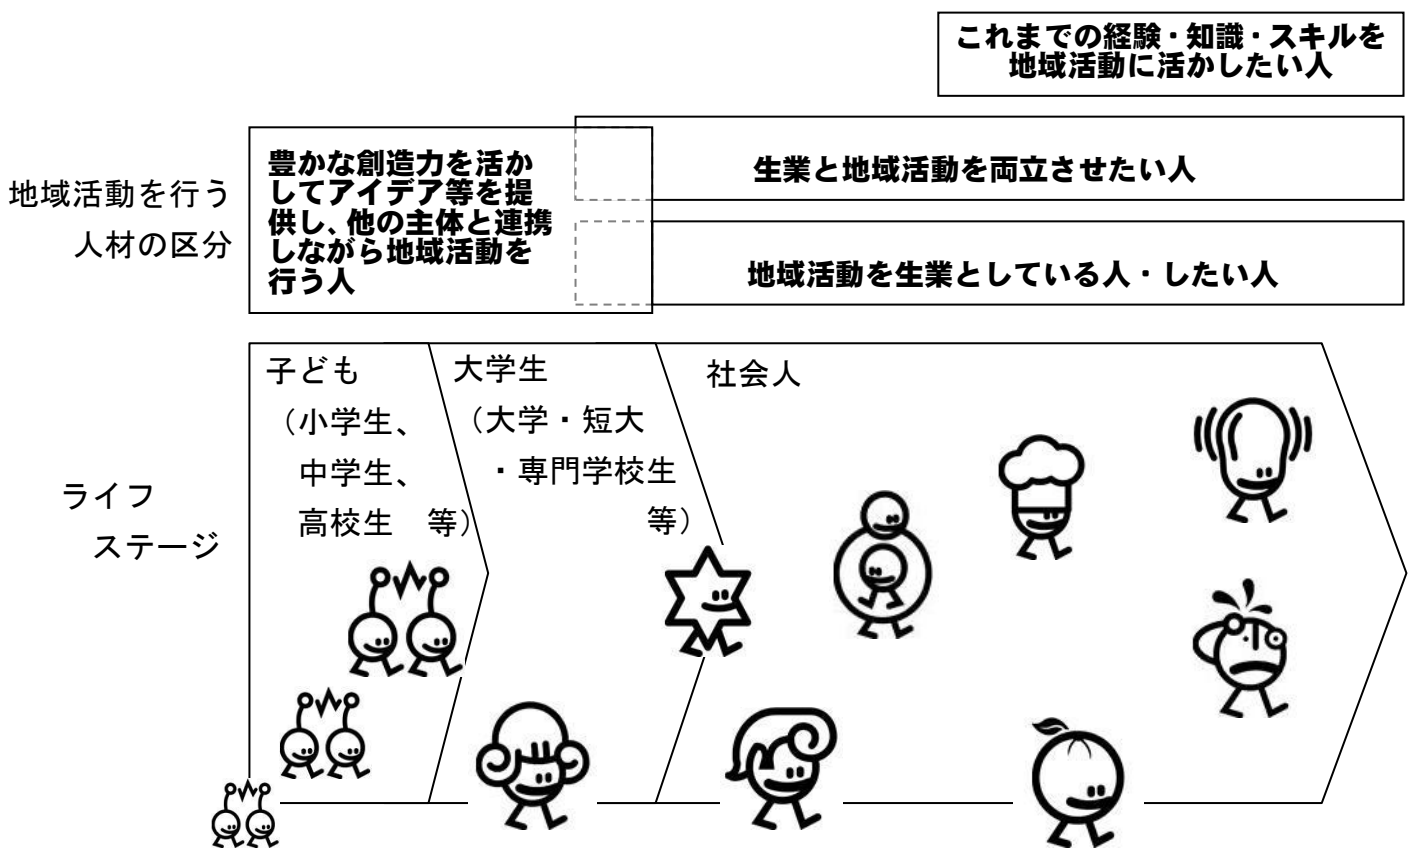 これまでの経験・知識・スキルを
地域活動に活かしたい人
地域活動を行う
人材の区分
豊かな創造力を活か
してアイデア等を提
供し、他の主体と連携
しながら地域活動を
行う人
生業と地域活動を両立させたい人
地域活動を生業としている人・したい人
ライフ
ステージ
子ども
（小学生、
中学生、
高校生　等）
大学生
（大学・短大
・専門学校生
等）
社会人